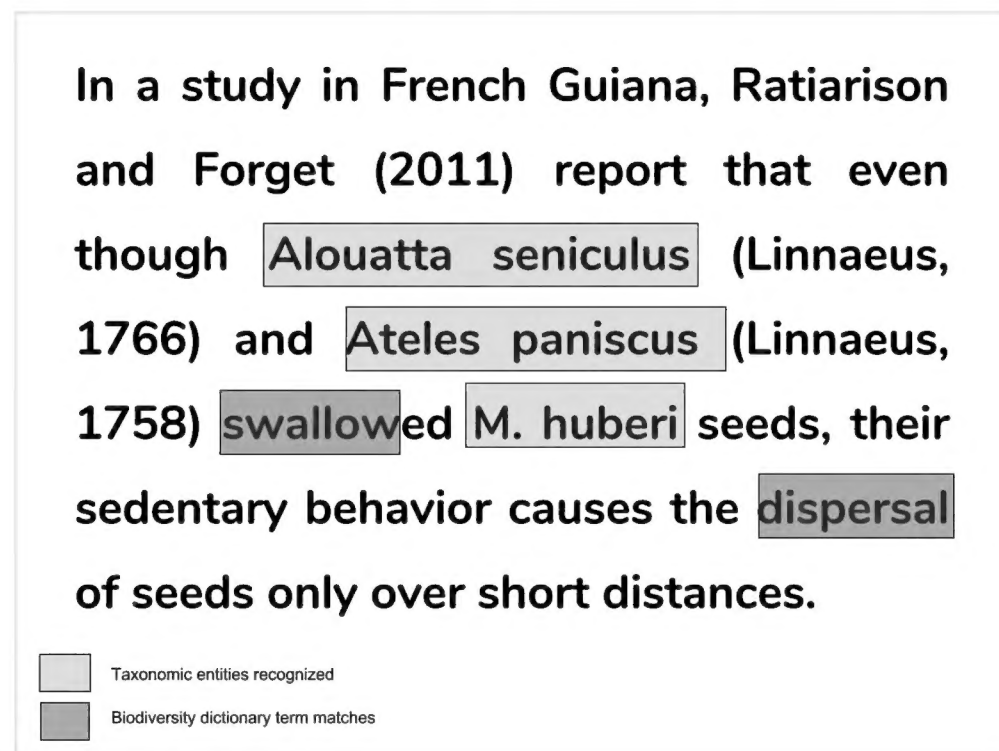 In a study in French Guiana, Ratiarison
and Forget (2011) report that even
though Alouatta seniculus (Linnaeus,
1766) and Ateles paniscus (Linnaeus,
1758) swallowed M. huberi seeds, their
sedentary behavior causes the dispersal
of seeds only over short distances.
Taxonomic entities recognized
Biodiversity dictionary term matches